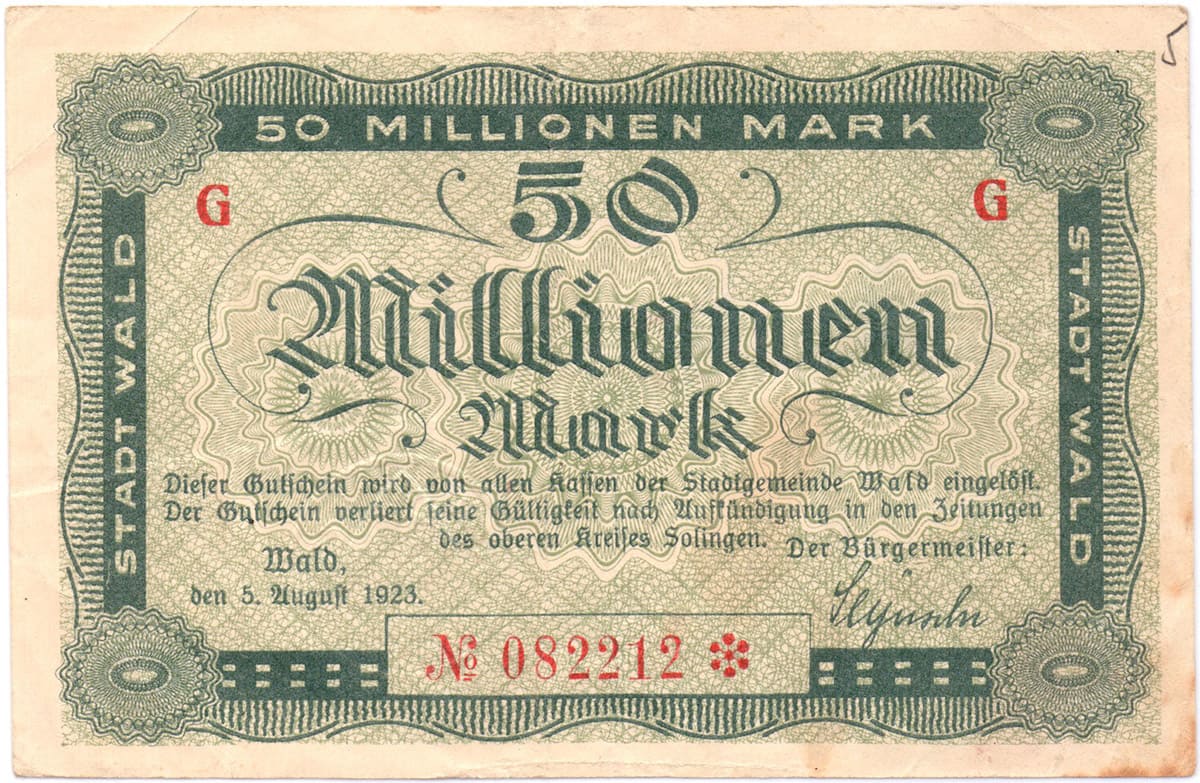 50 MILLIONEN MARK
G
G
50
Millionen
Mark
STADT WALD
STADT WALD
Dieser Gutschein wird von allen Kassen der Stadtgemeinde Wald eingelöst.
Der Gutschein verliert seine Gültigkeit nach Aufkündigung in den Zeitungen
des oberen Kreises Solingen.
Wald,
den 5. August 1923.
Der Bürgermeister:
№ 082212 ✻